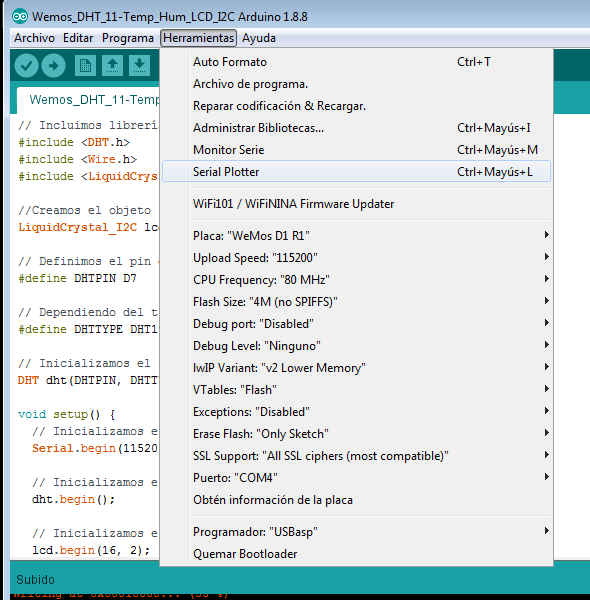 Wemos_DHT_11-Temp_Hum_LCD_I2C Arduino 1.8.8
Archivo Editar Programa Herramientas Ayuda
Auto Formato Ctrl+T
Archivo de programa.
Reparar codificación & Recargar.
Administrar Bibliotecas... Ctrl+Mayús+I
Monitor Serie Ctrl+Mayús+M
Serial Plotter Ctrl+Mayús+L
WiFi101 / WiFiNINA Firmware Updater
Placa: "WeMos D1 R1"
Upload Speed: "115200"
CPU Frequency: "80 MHz"
Flash Size: "4M (no SPIFFS)"
Debug port: "Disabled"
Debug Level: "Ninguno"
lwIP Variant: "v2 Lower Memory"
VTables: "Flash"
Exceptions: "Disabled"
Erase Flash: "Only Sketch"
SSL Support: "All SSL ciphers (most compatible)"
Puerto: "COM4"
Obtén información de la placa
Programador: "USBasp"
Quemar Bootloader
Wemos_DHT_11-Temp
// Incluimos librerí
#include <DHT.h>
#include <Wire.h>
#include <LiquidCrys
//Creamos el objeto
LiquidCrystal_I2C lc
// Definimos el pin
#define DHTPIN D7
// Dependiendo del t
#define DHTTYPE DHT1
// Inicializamos el
DHT dht(DHTPIN, DHTT
void setup() {
// Inicializamos e
Serial.begin(11520
// Inicializamos e
dht.begin();
// Inicializamos e
lcd.begin(16, 2);
Subido